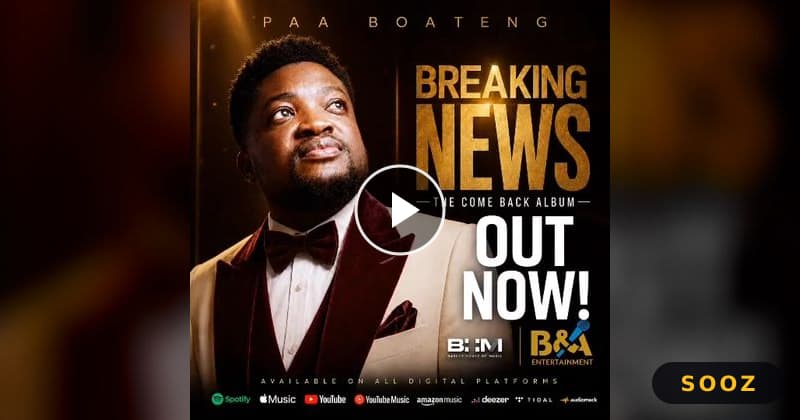 PAA BOATENG
BREAKING
NEWS
THE COME BACK ALBUM
OUT
NOW!
B&A
ENTERTAINMENT
AVAILABLE ON ALL DIGITAL PLATFORMS
Spotify Music YouTube YouTube Music amazon music deezer TIDAL audiomack
SOOZ